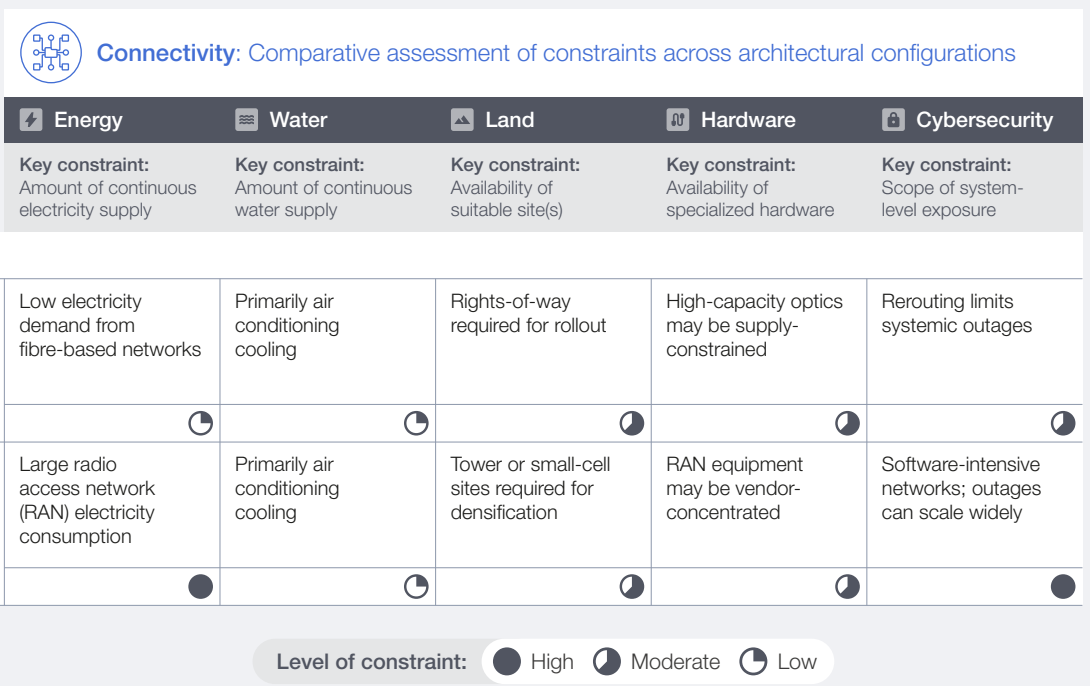 Connectivity: Comparative assessment of constraints across architectural configurations
Energy
Water
Land
Hardware
Cybersecurity
Key constraint:
Amount of continuous
electricity supply
Key constraint:
Amount of continuous
water supply
Key constraint:
Availability of
suitable site(s)
Key constraint:
Availability of
specialized hardware
Key constraint:
Scope of system-
level exposure
Low electricity
demand from
fibre-based networks
Primarily air
conditioning
cooling
Rights-of-way
required for rollout
High-capacity optics
may be supply-
constrained
Rerouting limits
systemic outages
Large radio
access network
(RAN) electricity
consumption
Primarily air
conditioning
cooling
Tower or small-cell
sites required for
densification
RAN equipment
may be vendor-
concentrated
Software-intensive
networks; outages
can scale widely
Level of constraint: High Moderate Low